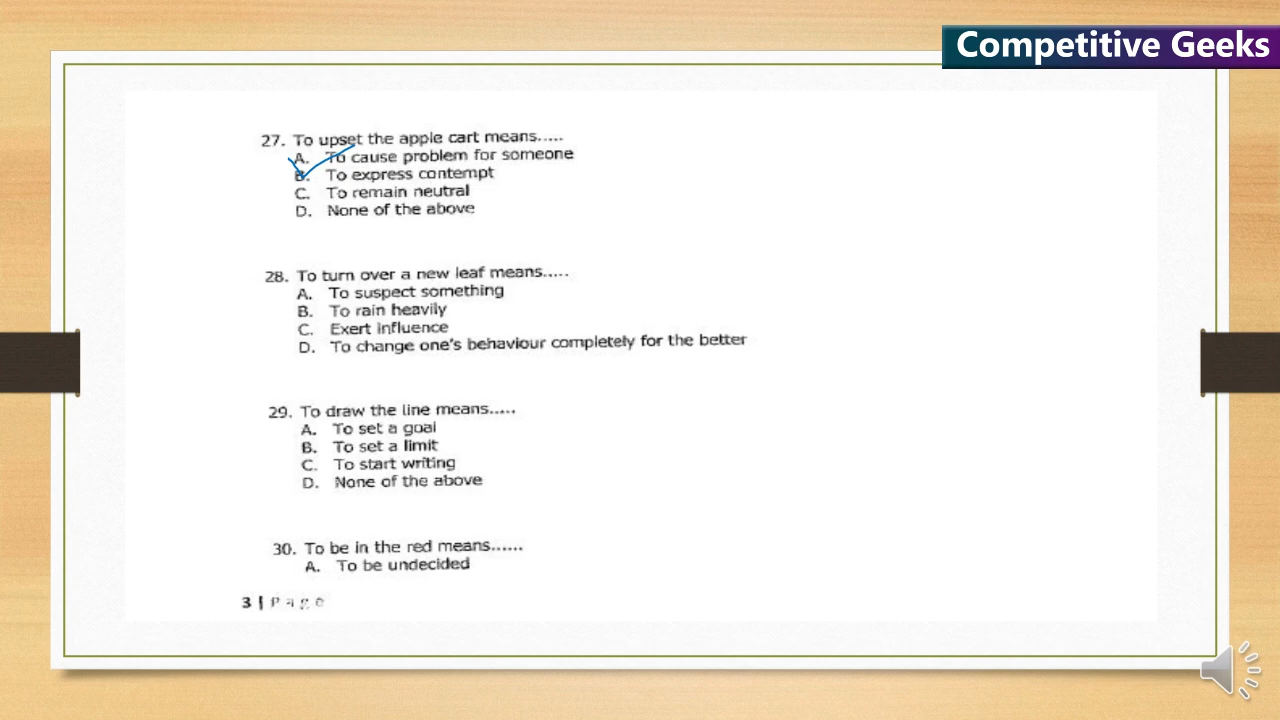 Competitive Geeks
27. To upset the apple cart means.....
A. To cause problem for someone
B. To express contempt
C. To remain neutral
D. None of the above
28. To turn over a new leaf means.....
A. To suspect something
B. To rain heavily
C. Exert influence
D. To change one's behaviour completely for the better
29. To draw the line means.....
A. To set a goal
B. To set a limit
C. To start writing
D. None of the above
30. To be in the red means......
A. To be undecided
3 | P a g e